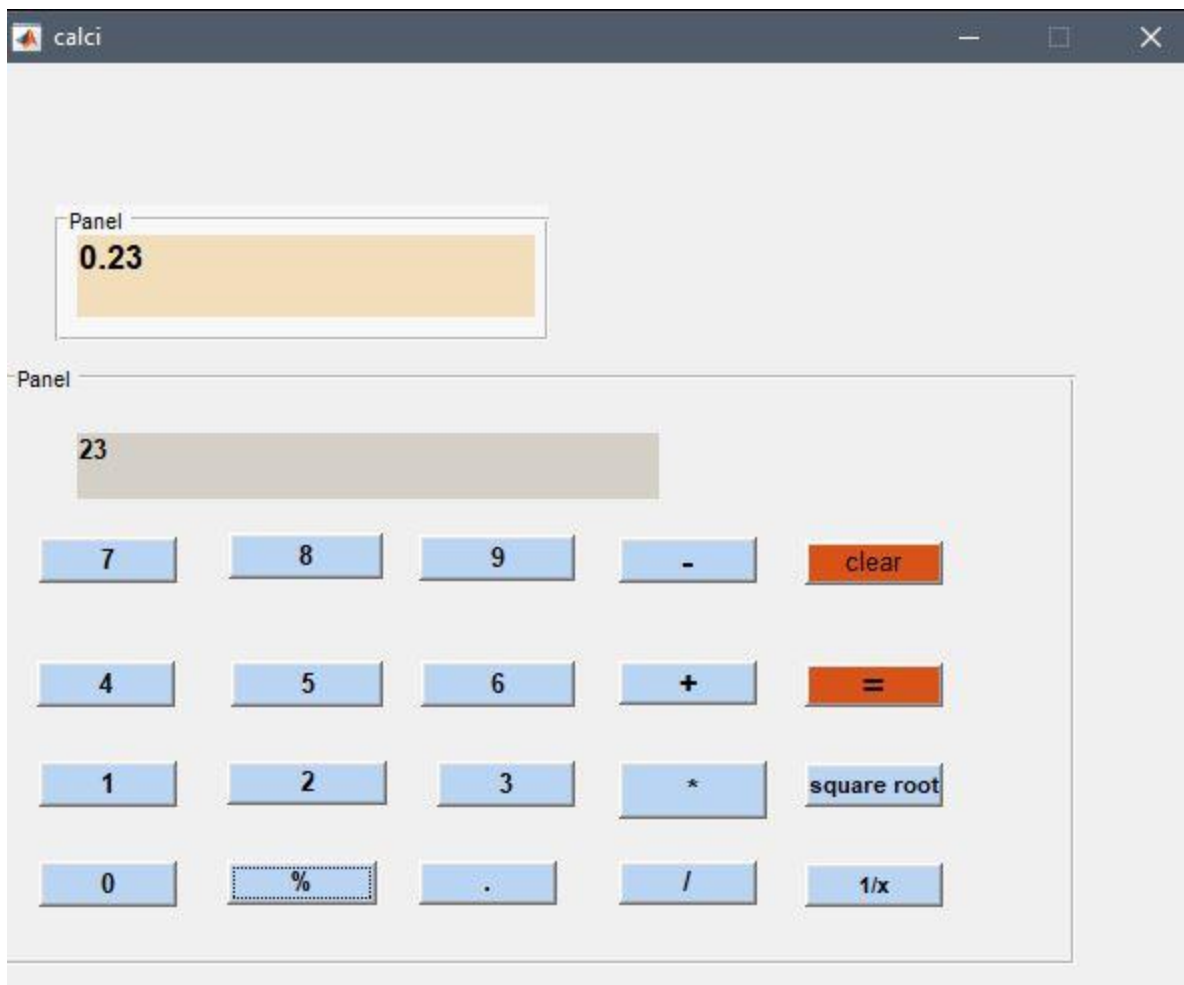 calci
Panel
0.23
Panel
23
7 8 9 - clear
4 5 6 + =
1 2 3 * square root
0 % . / 1/x